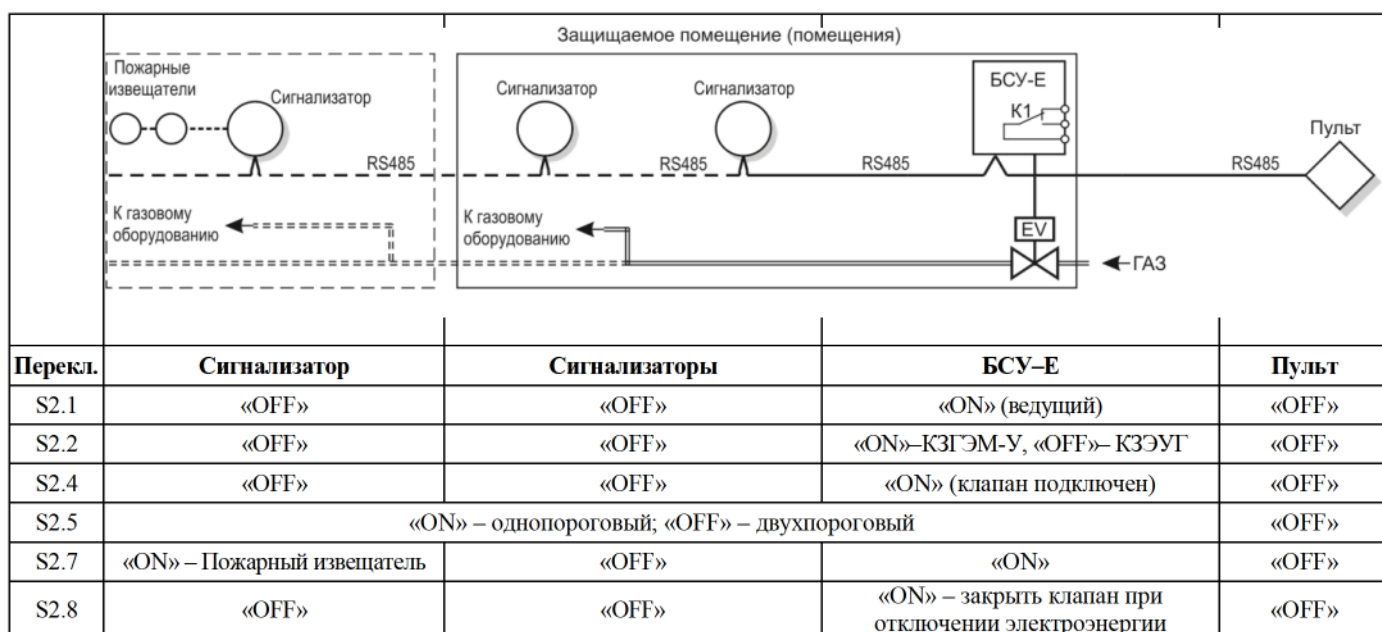 Защищаемое помещение (помещения)
Пожарные
извещатели
Сигнализатор
Сигнализатор
Сигнализатор
БСУ-Е
К1
Пульт
RS485
RS485
RS485
RS485
К газовому
оборудованию
К газовому
оборудованию
EV
ГАЗ
Перекл. Сигнализатор Сигнализаторы БСУ–Е Пульт
S2.1 «OFF» «OFF» «ON» (ведущий) «OFF»
S2.2 «OFF» «OFF» «ON»–КЗГЭМ-У, «OFF»– КЗЭУГ «OFF»
S2.4 «OFF» «OFF» «ON» (клапан подключен) «OFF»
S2.5 «ON» – однопороговый; «OFF» – двухпороговый «OFF»
S2.7 «ON» – Пожарный извещатель «OFF» «ON» «OFF»
S2.8 «OFF» «OFF» «ON» – закрыть клапан при «OFF»
отключении электроэнергии